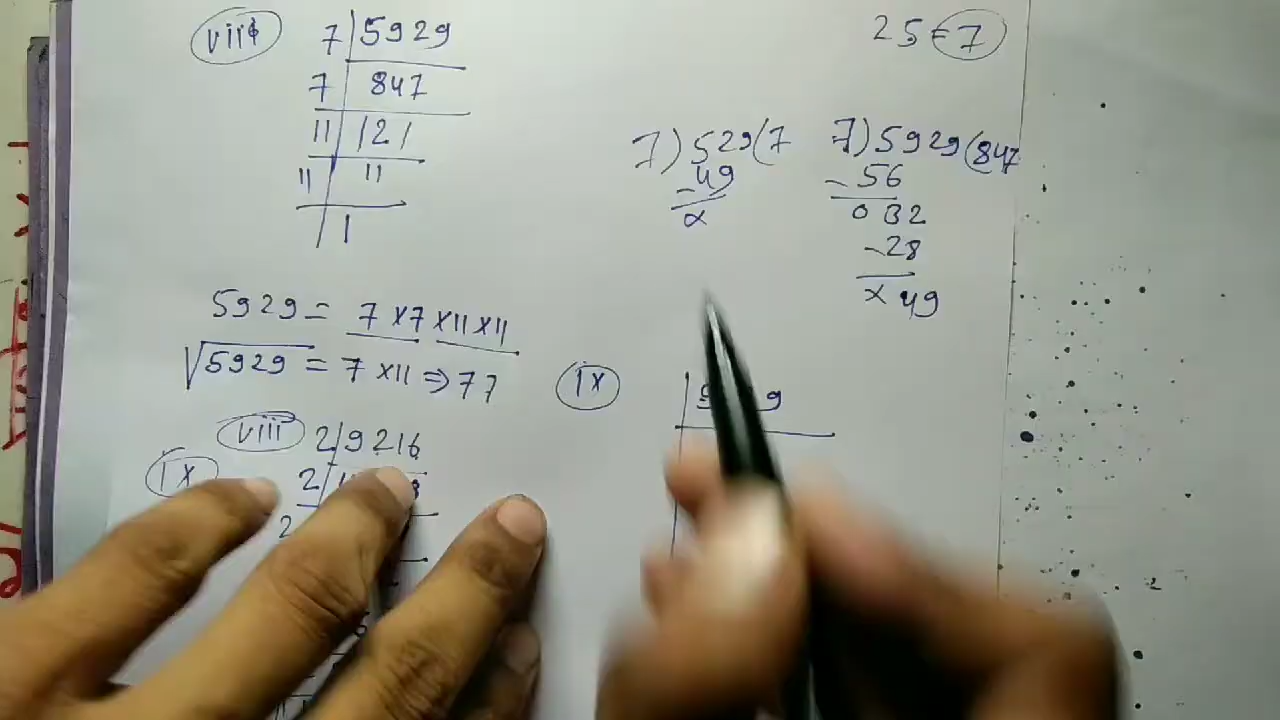 viii
7 | 5929
7 | 847
11 | 121
11 | 11
1
5929 = 7 x 7 x 11 x 11
√5929 = 7 x 11 ⇒ 77
viii 2 | 9216
ix 2
2
25 = 7
7 ) 529 ( 7
- 49
x
7 ) 5929 ( 847
- 56
032
- 28
x 49
ix
9